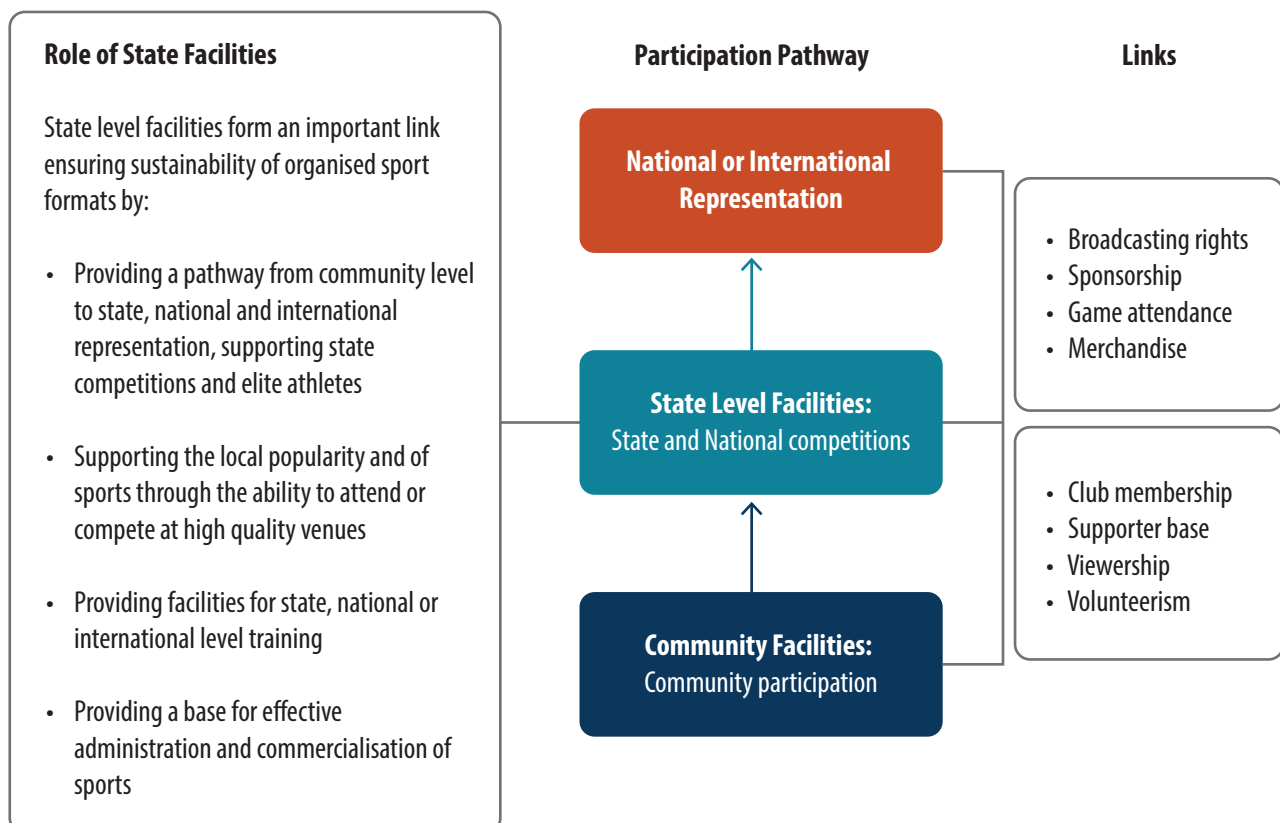 Role of State Facilities
State level facilities form an important link
ensuring sustainability of organised sport
formats by:
• Providing a pathway from community level
to state, national and international
representation, supporting state
competitions and elite athletes
• Supporting the local popularity and of
sports through the ability to attend or
compete at high quality venues
• Providing facilities for state, national or
international level training
• Providing a base for effective
administration and commercialisation of
sports
Participation Pathway
National or International
Representation
State Level Facilities:
State and National competitions
Community Facilities:
Community participation
Links
• Broadcasting rights
• Sponsorship
• Game attendance
• Merchandise
• Club membership
• Supporter base
• Viewership
• Volunteerism